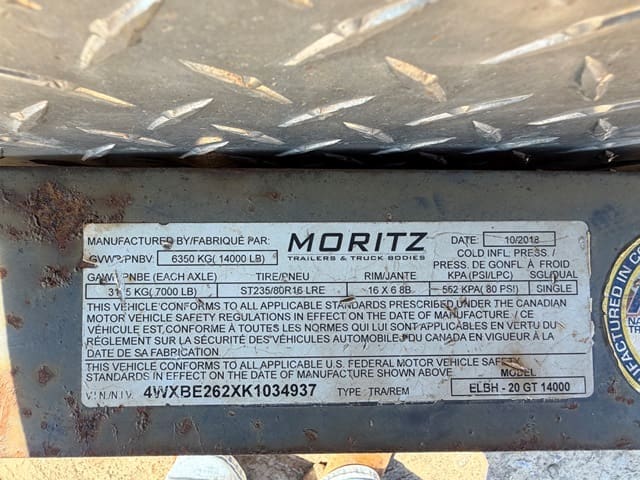 MANUFACTURED BY/FABRIQUÉ PAR: MORITZ DATE: 10/2018
TRAILERS & TRUCK BODIES
GVWR/PNBV: 6350 KG( 14000 LB) COLD INFL. PRESS. /
PRESS. DE GONFL. À FROID
GAWR/PNBE (EACH AXLE) TIRE/PNEU RIM/JANTE KPA (PSI/LPC) SGL/DUAL
KG( 7000 LB) ST235/80R16 LRE 16 X 6 8B 552 KPA( 80 PSI) SINGLE
THIS VEHICLE CONFORMS TO ALL APPLICABLE STANDARDS PRESCRIBED UNDER THE CANADIAN
MOTOR VEHICLE SAFETY REGULATIONS IN EFFECT ON THE DATE OF MANUFACTURE / CE
VÉHICULE EST CONFORME À TOUTES LES NORMES QUI LUI SONT APPLICABLES EN VERTU DU
RÉGLEMENT SUR LA SÉCURITÉ DES VÉHICULES AUTOMOBILE DU CANADA EN VIGUEUR À LA
DATE DE SA FABRICATION
THIS VEHICLE CONFORMS TO ALL APPLICABLE U.S. FEDERAL MOTOR VEHICLE SAFETY
STANDARDS IN EFFECT ON THE DATE OF MANUFACTURE SHOWN ABOVE. MODEL
V.I.N./N.I.V. 4WXBE262XK1034937 TYPE: TRA/REM ELBH - 20 GT 14000